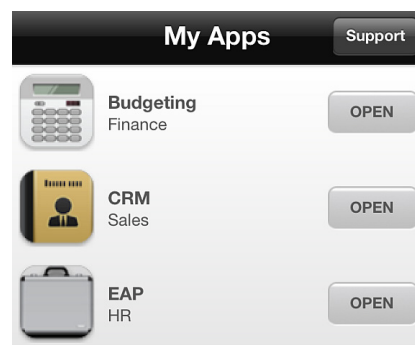 My Apps
Support
Budgeting
Finance
OPEN
CRM
Sales
OPEN
EAP
HR
OPEN